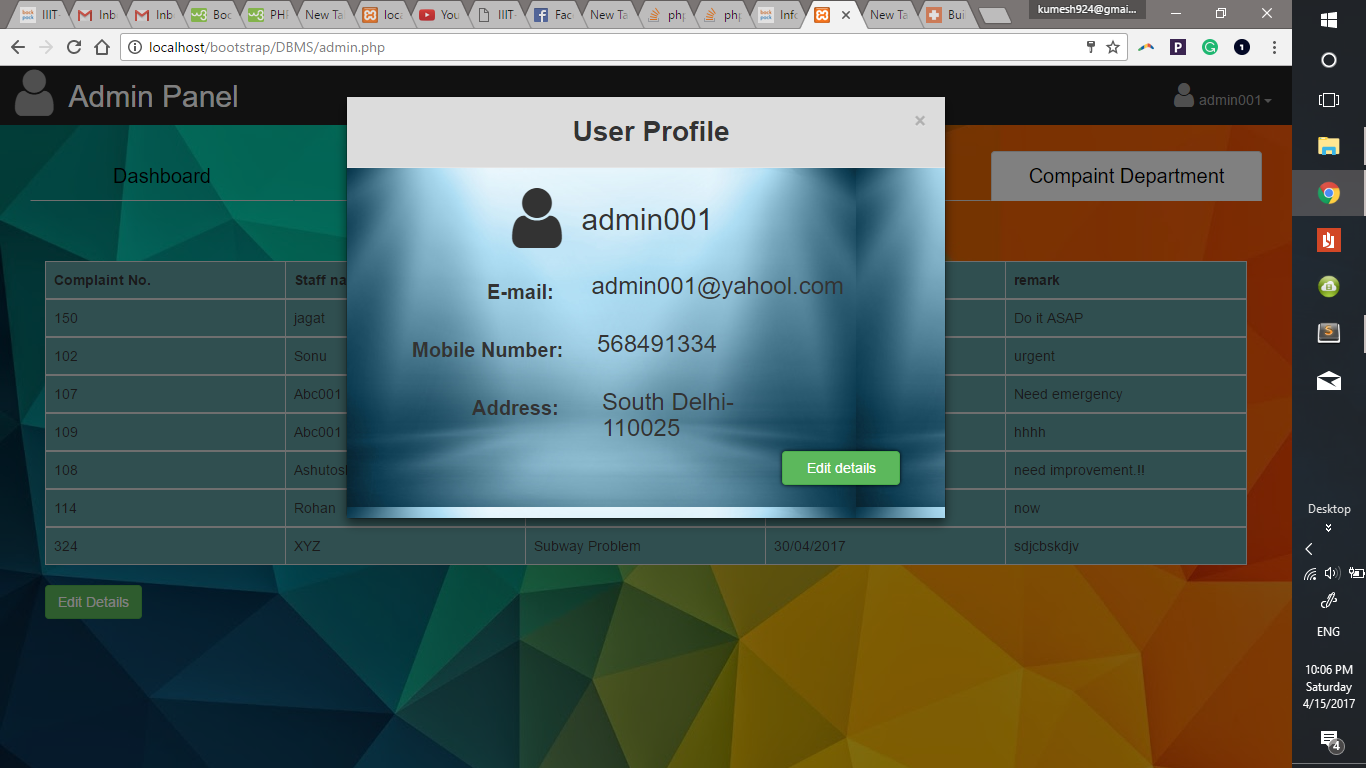 IIIT-
Inb
Inb
Boo
PHP
New Ta
loca
You
IIIT-
Fac
New Ta
php
php
Info
New Ta
Bui
kumesh924@gmai...
localhost/bootstrap/DBMS/admin.php
Admin Panel
admin001
User Profile
×
Dashboard
Compaint Department
admin001
E-mail: admin001@yahool.com
Mobile Number: 568491334
Address: South Delhi-
110025
Edit details
Complaint No. Staff na remark
150 jagat Do it ASAP
102 Sonu urgent
107 Abc001 Need emergency
109 Abc001 hhhh
108 Ashutos need improvement.!!
114 Rohan now
324 XYZ Subway Problem 30/04/2017 sdjcbskdjv
Edit Details
Desktop
ENG
10:06 PM
Saturday
4/15/2017
4